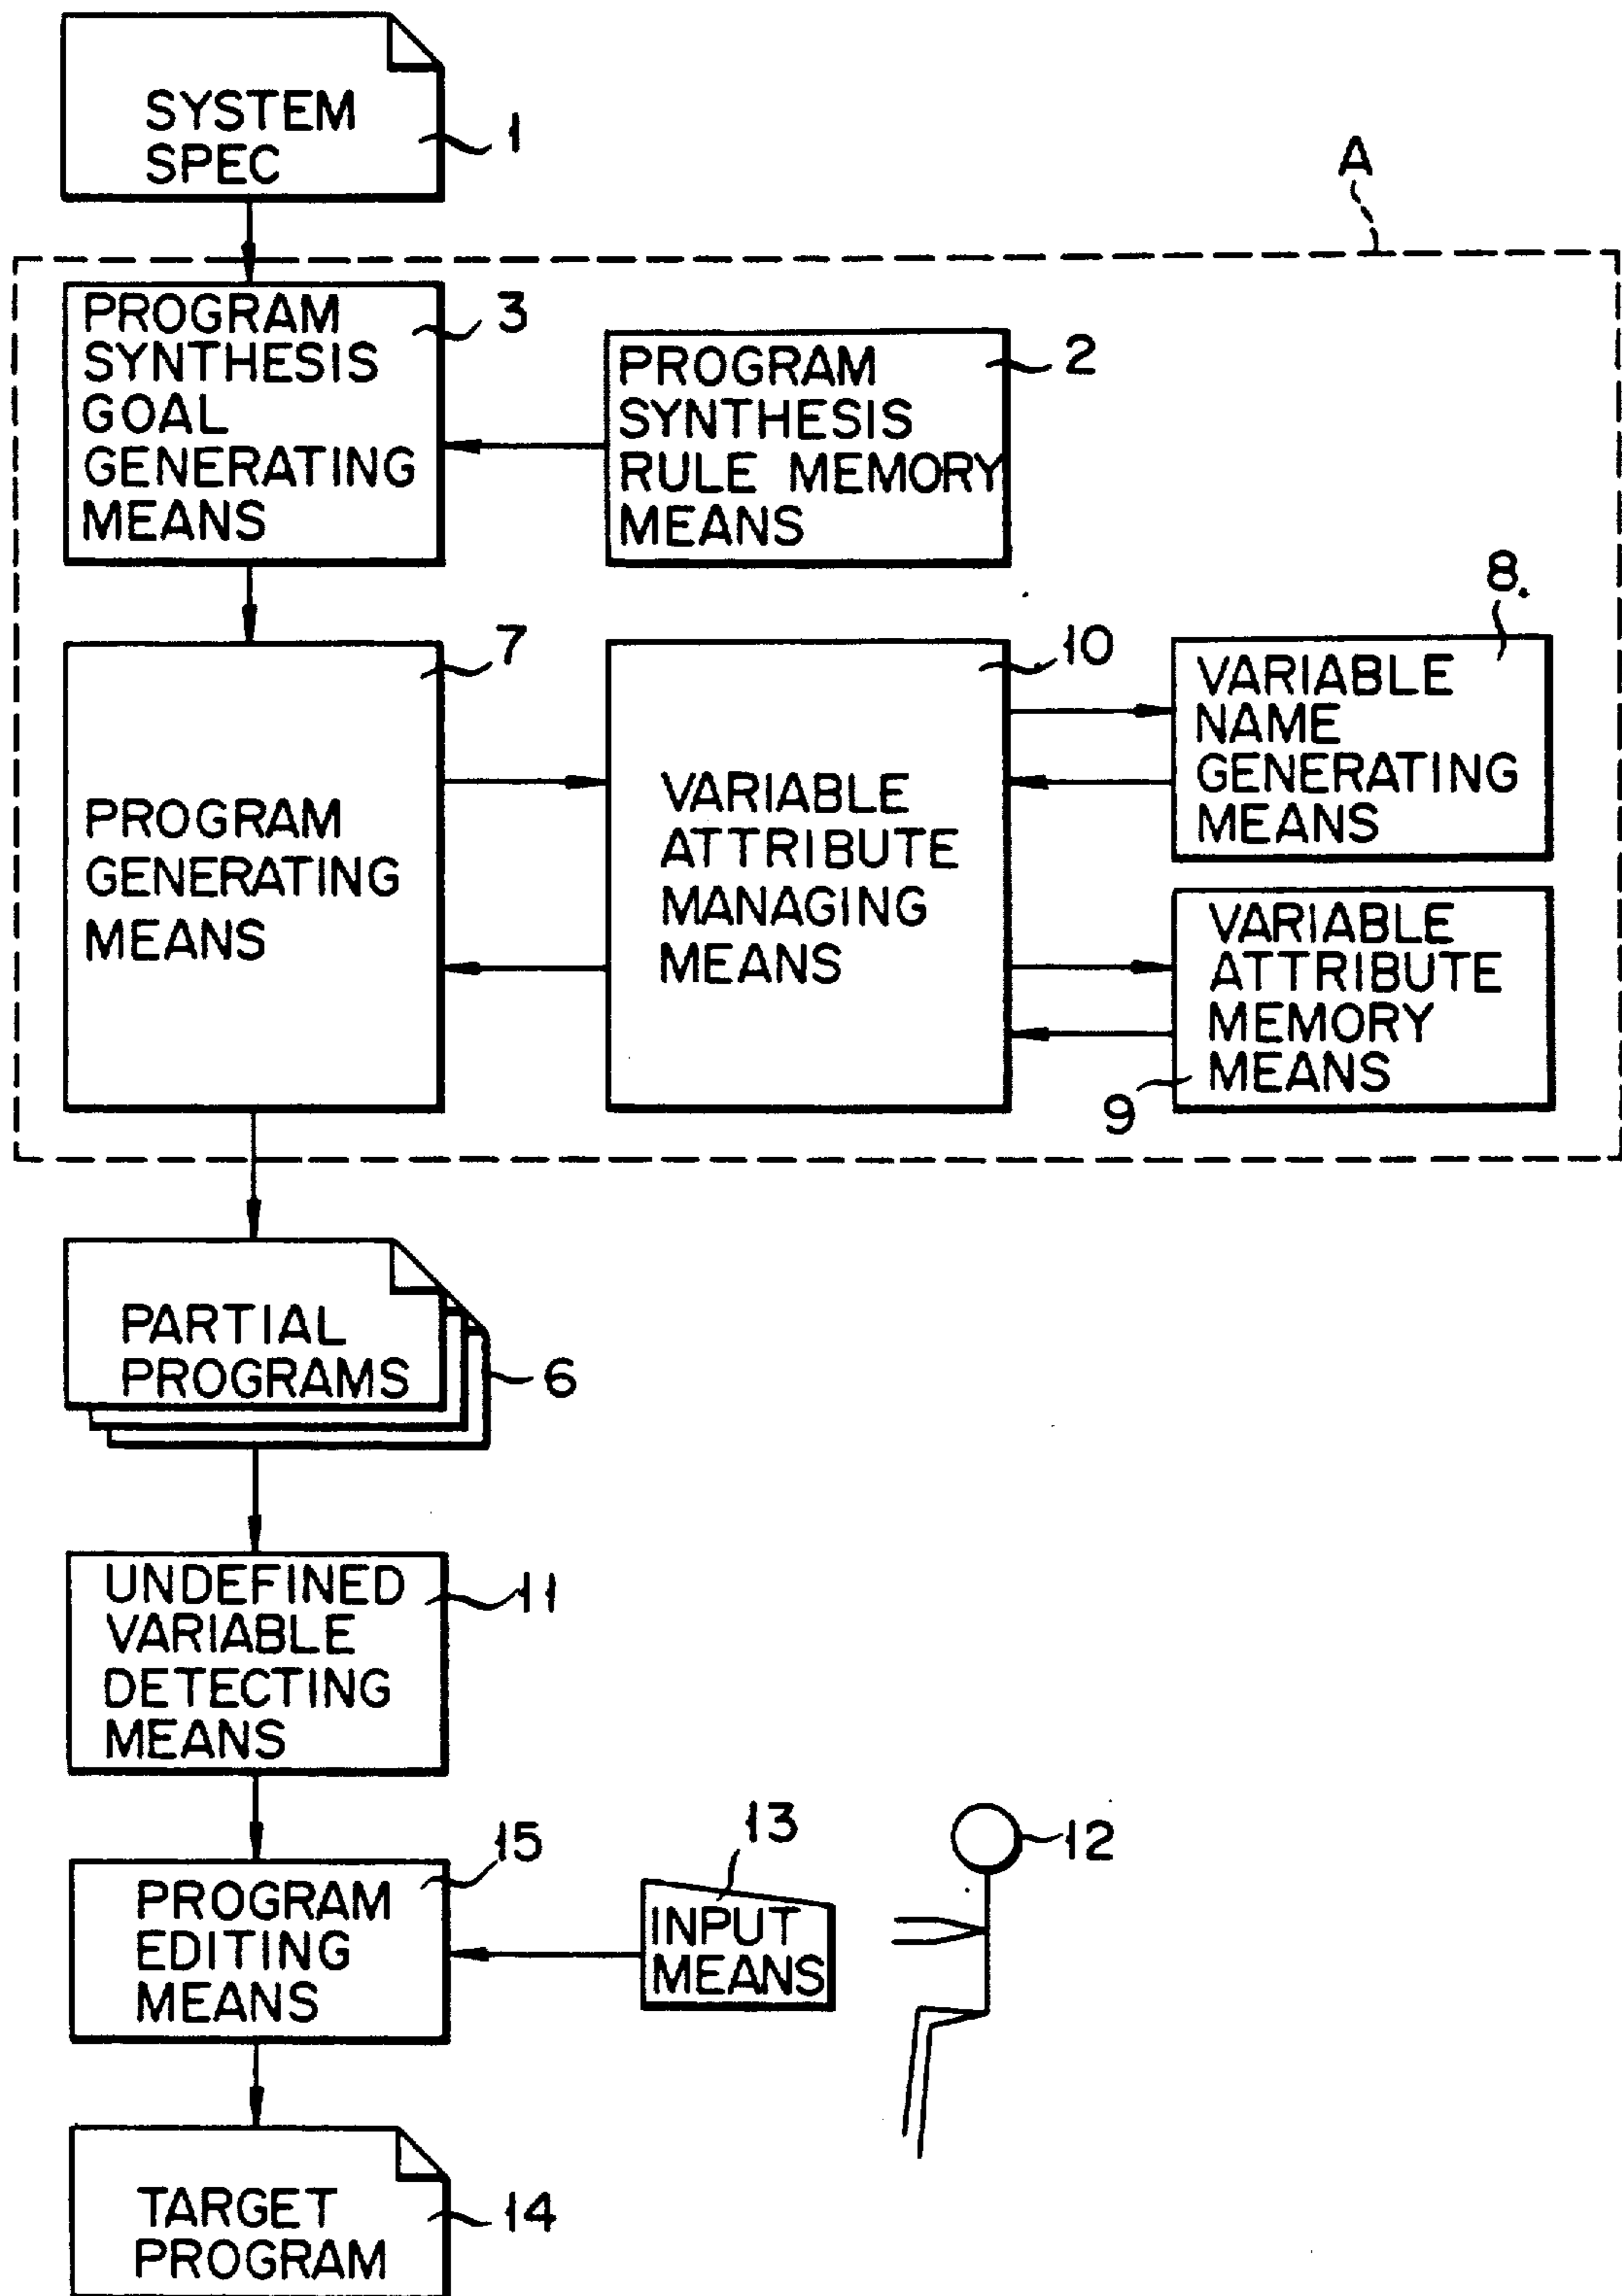 SYSTEM
SPEC
1
A
PROGRAM
SYNTHESIS
GOAL
GENERATING
MEANS
3
PROGRAM
SYNTHESIS
RULE MEMORY
MEANS
2
PROGRAM
GENERATING
MEANS
7
VARIABLE
ATTRIBUTE
MANAGING
MEANS
10
VARIABLE
NAME
GENERATING
MEANS
8
VARIABLE
ATTRIBUTE
MEMORY
MEANS
9
PARTIAL
PROGRAMS
6
UNDEFINED
VARIABLE
DETECTING
MEANS
11
PROGRAM
EDITING
MEANS
15
INPUT
MEANS
13
12
TARGET
PROGRAM
14